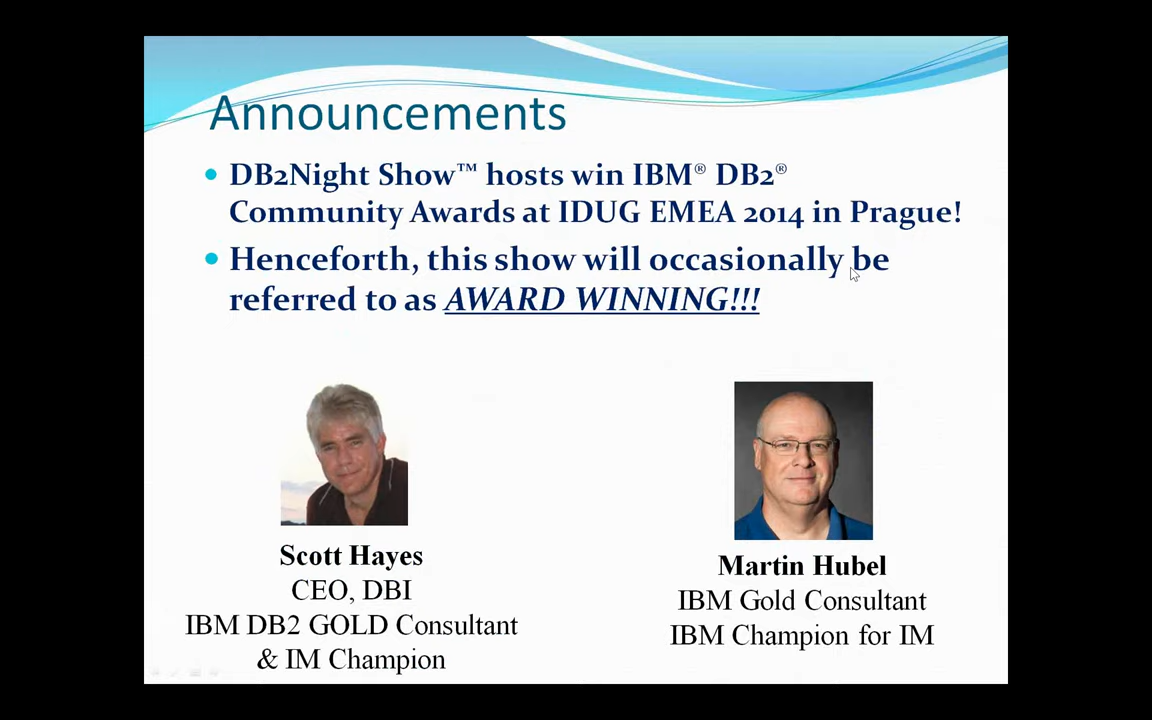 Announcements
DB2Night Show™ hosts win IBM® DB2®
Community Awards at IDUG EMEA 2014 in Prague!
Henceforth, this show will occasionally be
referred to as AWARD WINNING!!!
Scott Hayes
CEO, DBI
IBM DB2 GOLD Consultant
& IM Champion
Martin Hubel
IBM Gold Consultant
IBM Champion for IM